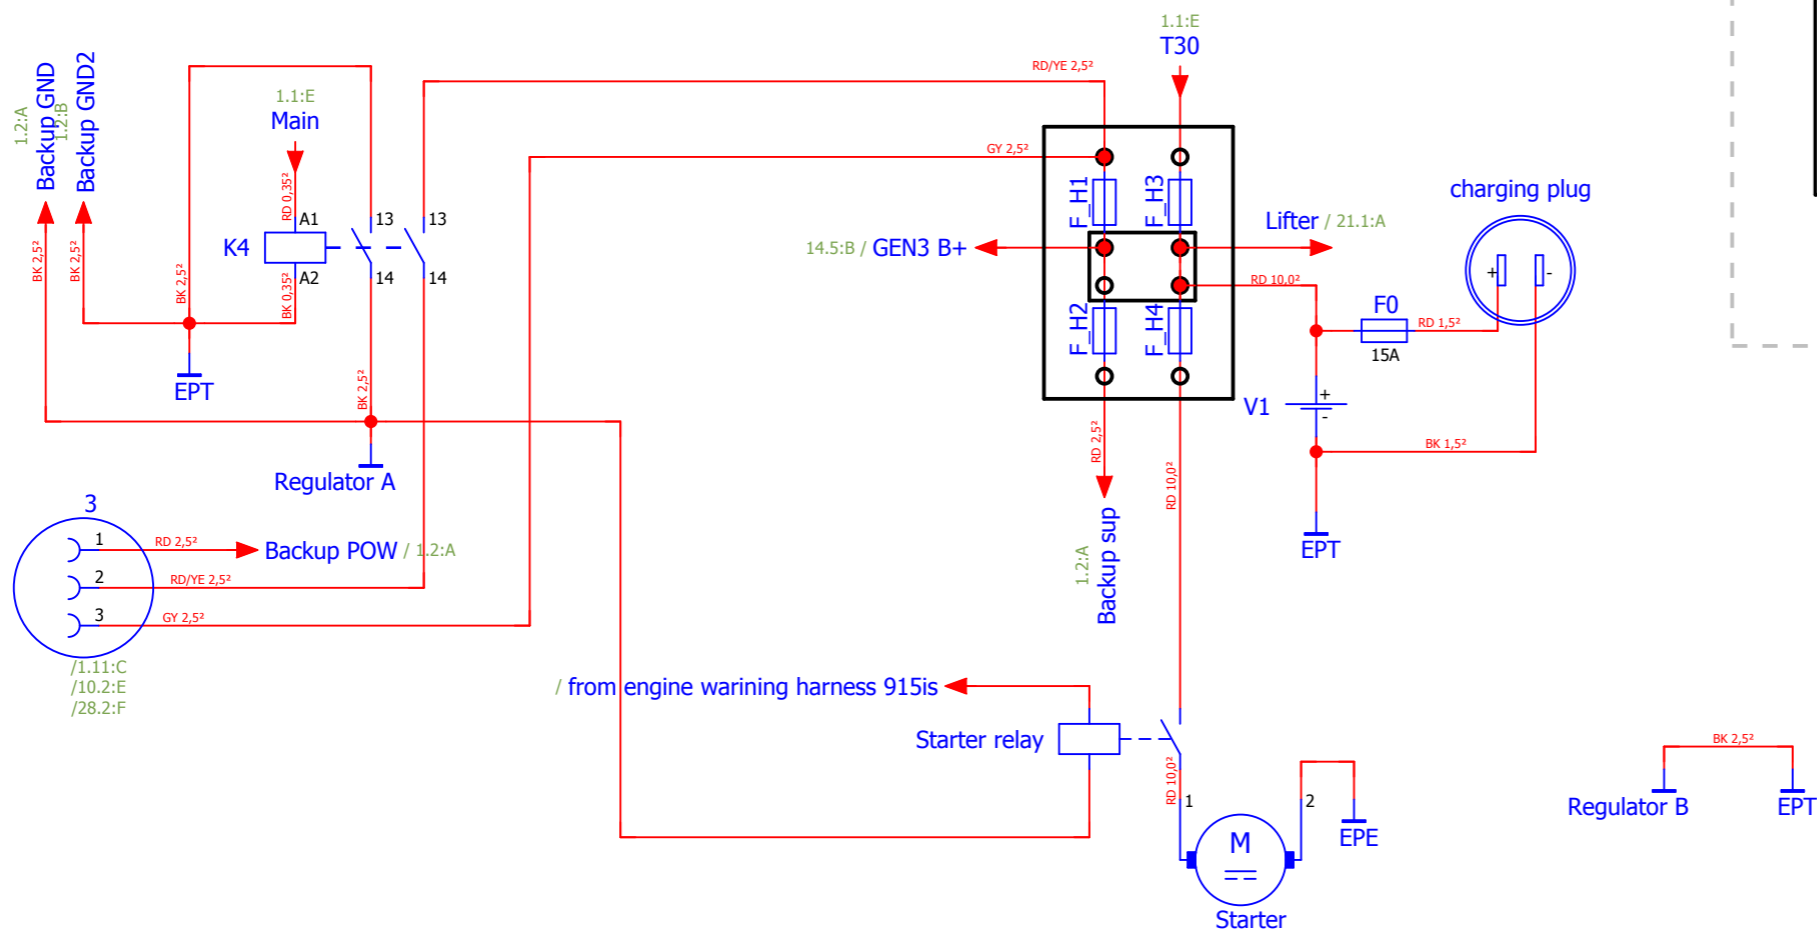 1.1:E
T30
RD/YE 2,5²
1.2:A
Backup GND
1.2:B
Backup GND2
1.1:E
Main
BK 2,5²
BK 2,5²
BK 2,5²
RD 0,35²
BK 0,35²
K4
A1
A2
13
14
13
14
GY 2,5²
F_H1
F_H3
F_H2
F_H4
14.5:B / GEN3 B+
Lifter / 21.1:A
RD 10,0²
charging plug
+
-
F0
15A
RD 1,5²
V1
+
-
BK 1,5²
EPT
EPT
BK 2,5²
Regulator A
RD 2,5²
1.2:A
Backup sup
RD 10,0²
3
1
RD 2,5²
Backup POW / 1.2:A
2
RD/YE 2,5²
3
GY 2,5²
/1.11:C
/10.2:E
/28.2:F
/ from engine warining harness 915is
Starter relay
RD 10,0²
1
2
M
Starter
EPE
BK 2,5²
Regulator B
EPT